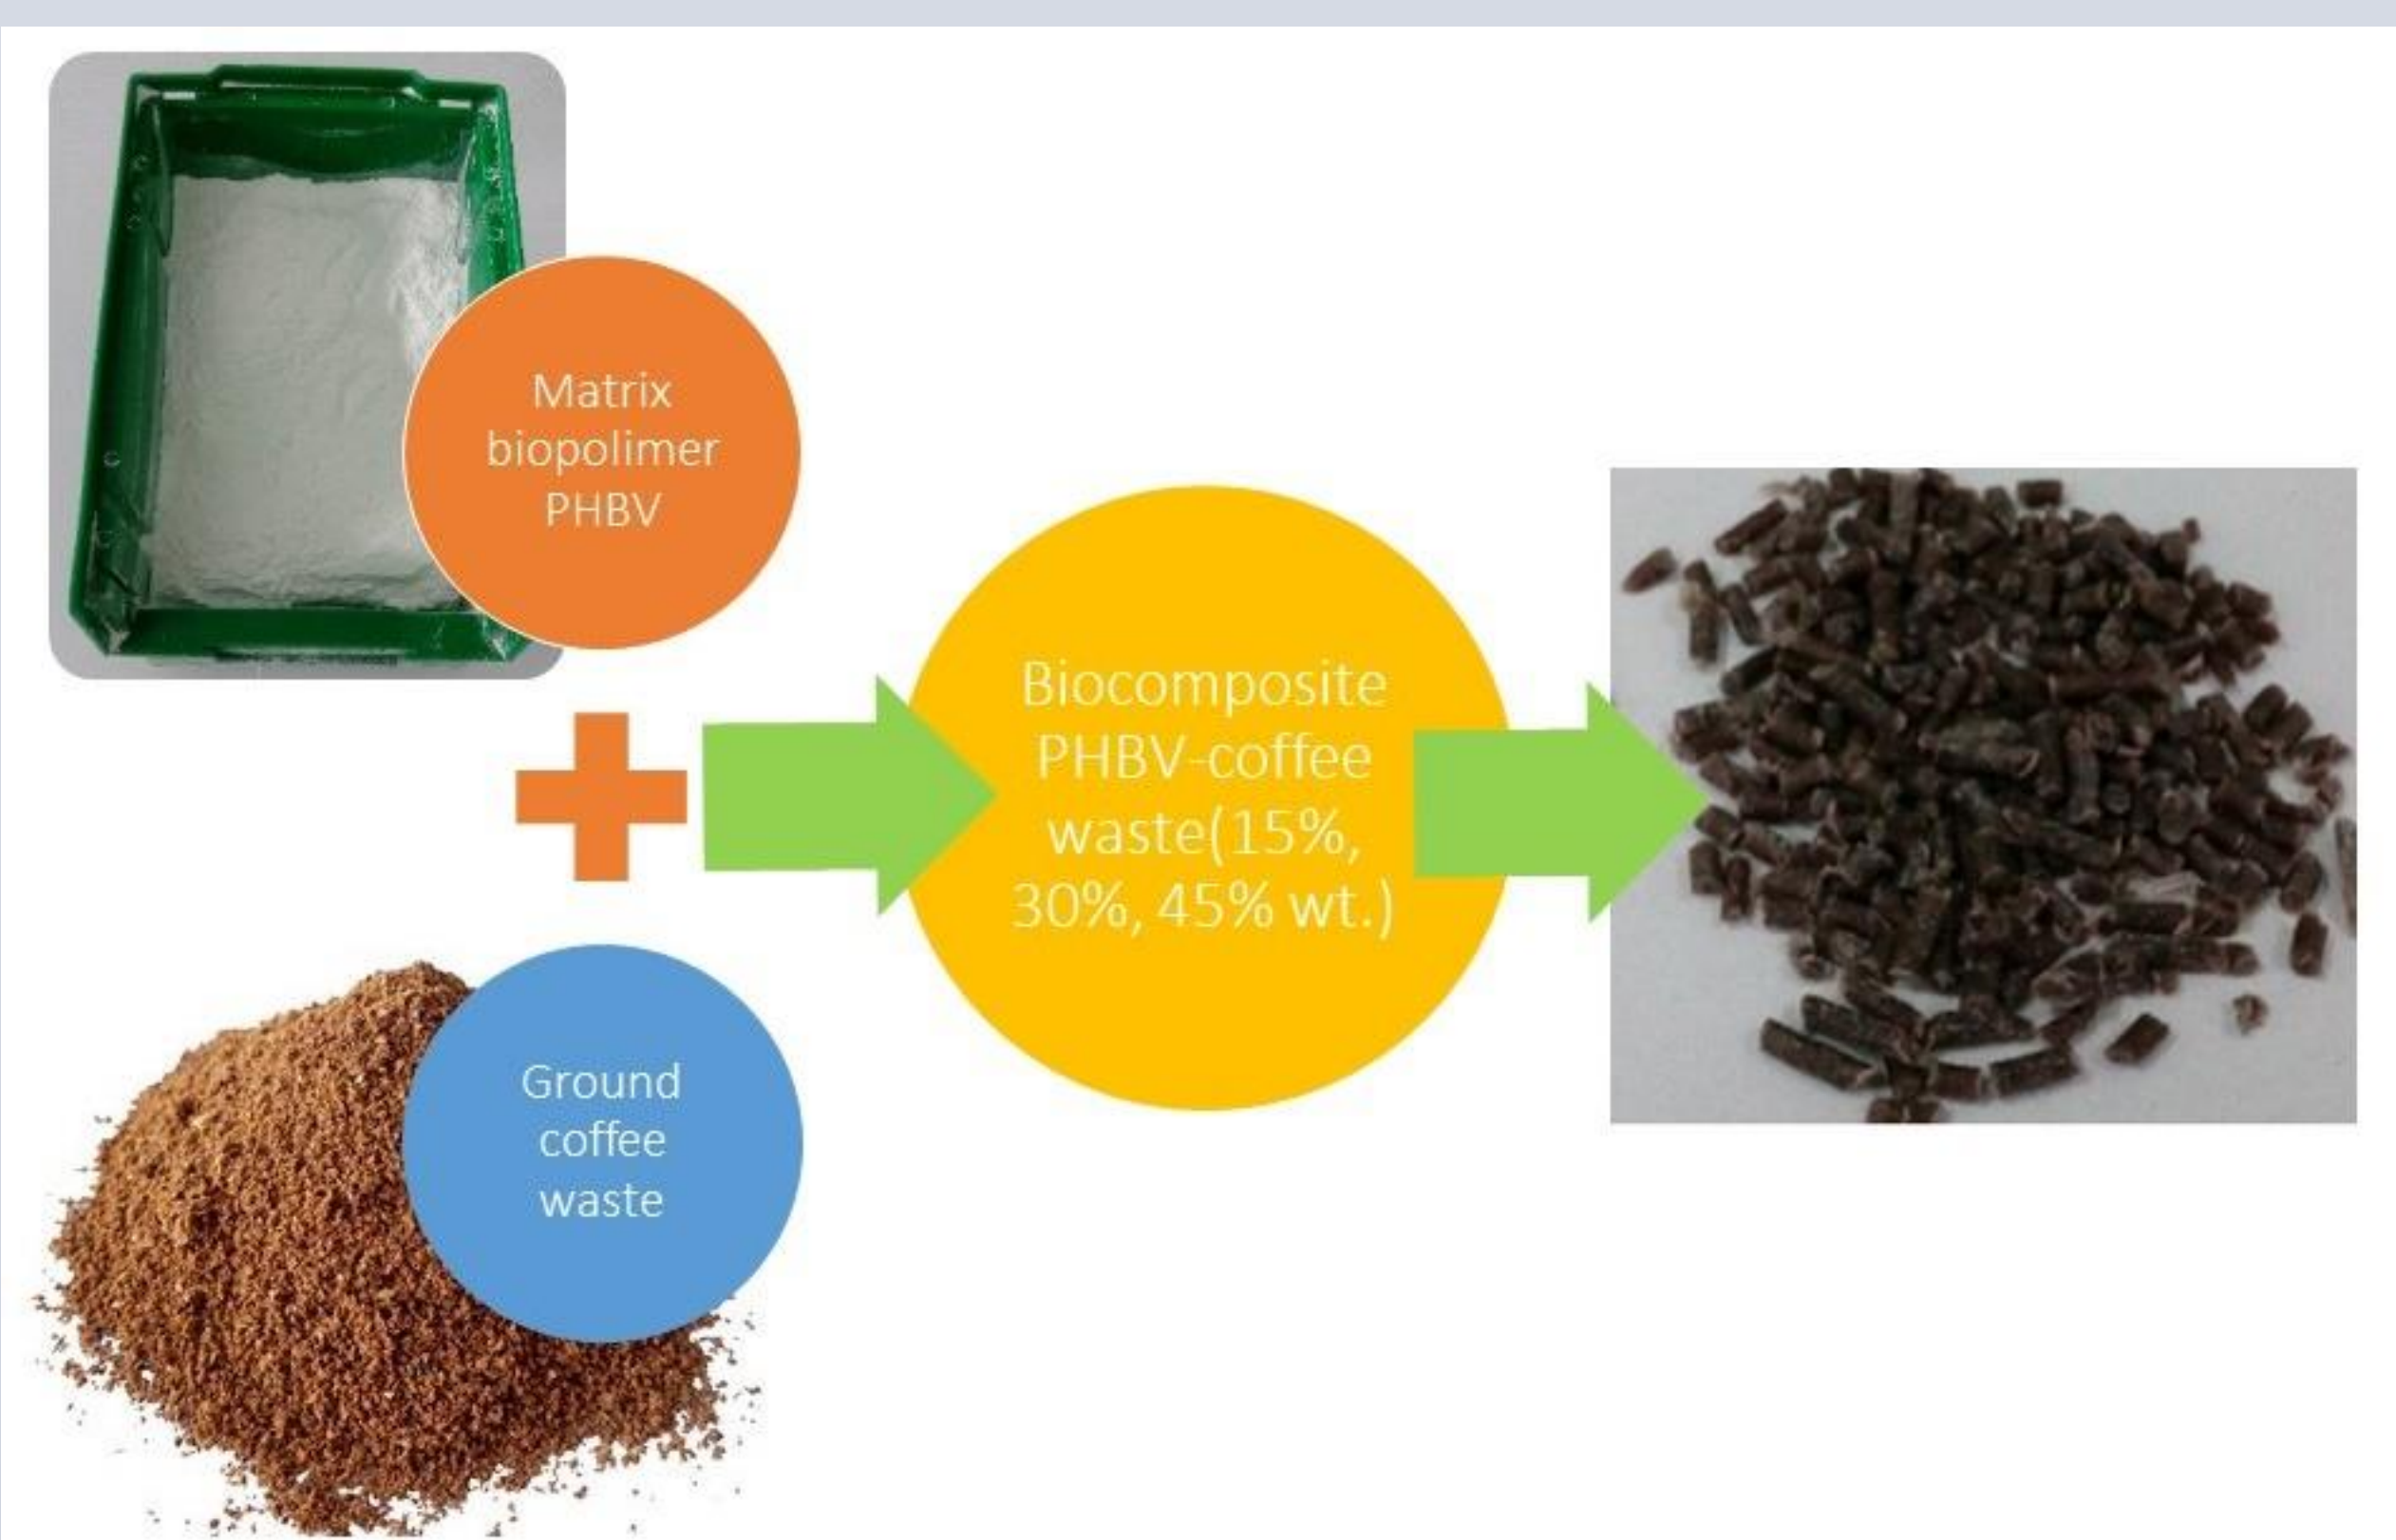 Matrix
biopolimer
PHBV
Biocomposite
PHBV-coffee
waste(15%,
30%, 45% wt.)
Ground
coffee
waste